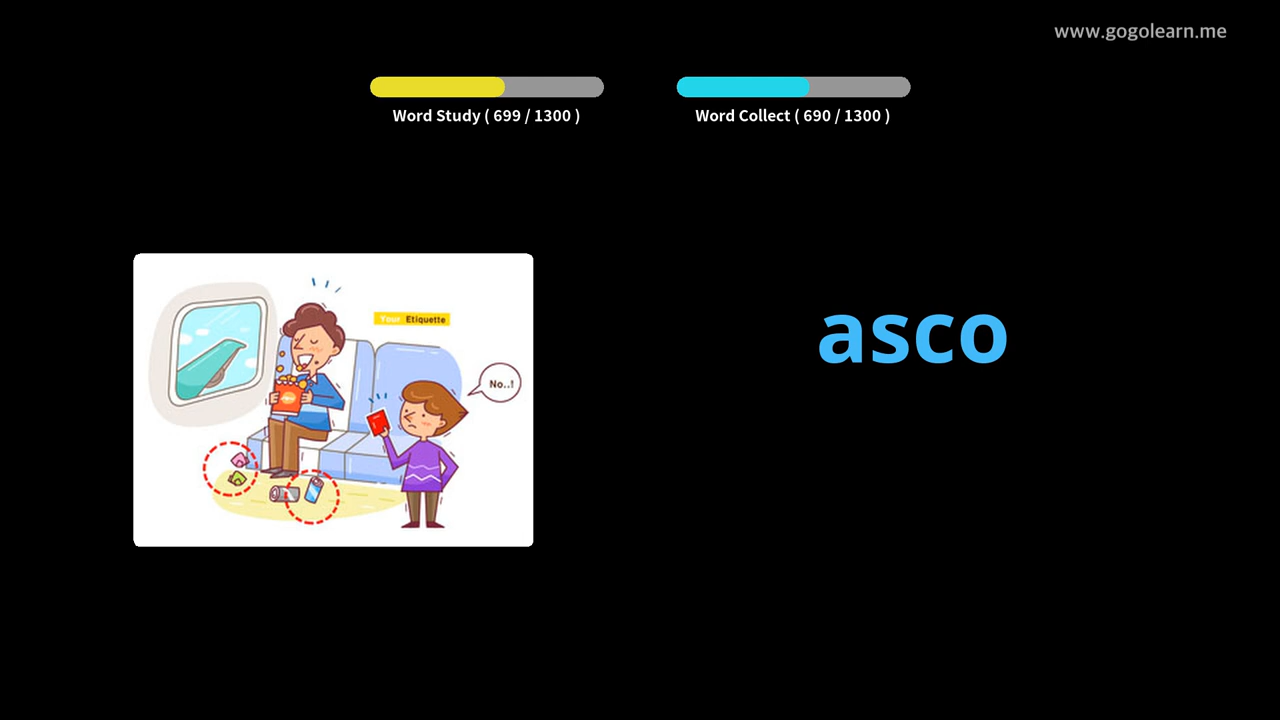 www.gogolearn.me
Word Study ( 699 / 1300 )
Word Collect ( 690 / 1300 )
Your Etiquette
No..!
asco